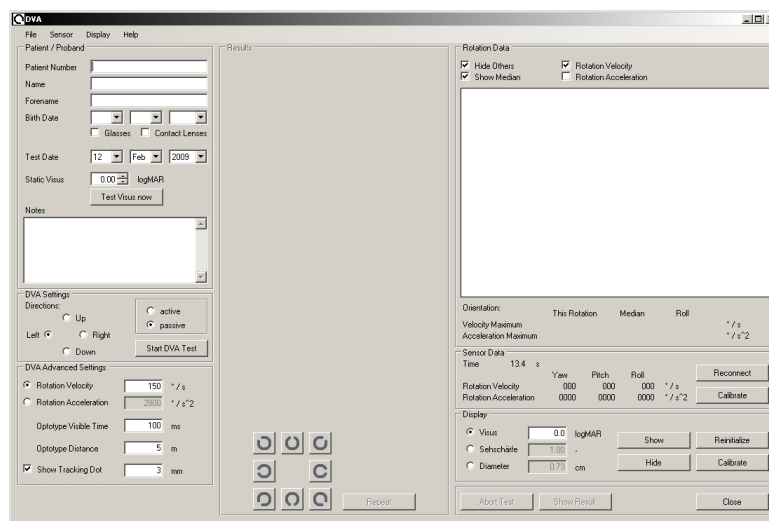 DVA
File Sensor Display Help
Patient / Proband
Patient Number
Name
Forename
Birth Date
Glasses Contact Lenses
Test Date 12 Feb 2009
Static Visus 0.00 logMAR
Test Visus now
Notes
DVA Settings
Directions:
Up
Left Right
Down
active
passive
Start DVA Test
DVA Advanced Settings
Rotation Velocity 150 ° / s
Rotation Acceleration 2800 ° / s^2
Optotype Visible Time 100 ms
Optotype Distance 5 m
Show Tracking Dot 3 mm
Results
Repeat
Rotation Data
Hide Others Rotation Velocity
Show Median Rotation Acceleration
Orientation: This Rotation Median Roll
Velocity Maximum ° / s
Acceleration Maximum ° / s^2
Sensor Data
Time 13.4 s
Yaw Pitch Roll
Rotation Velocity 000 000 000 ° / s
Rotation Acceleration 0000 0000 0000 ° / s^2
Reconnect
Calibrate
Display
Visus 0.0 logMAR
Sehschärfe 1.00 .
Diameter 0.73 cm
Show Reinitialize
Hide Calibrate
Abort Test Show Result Close